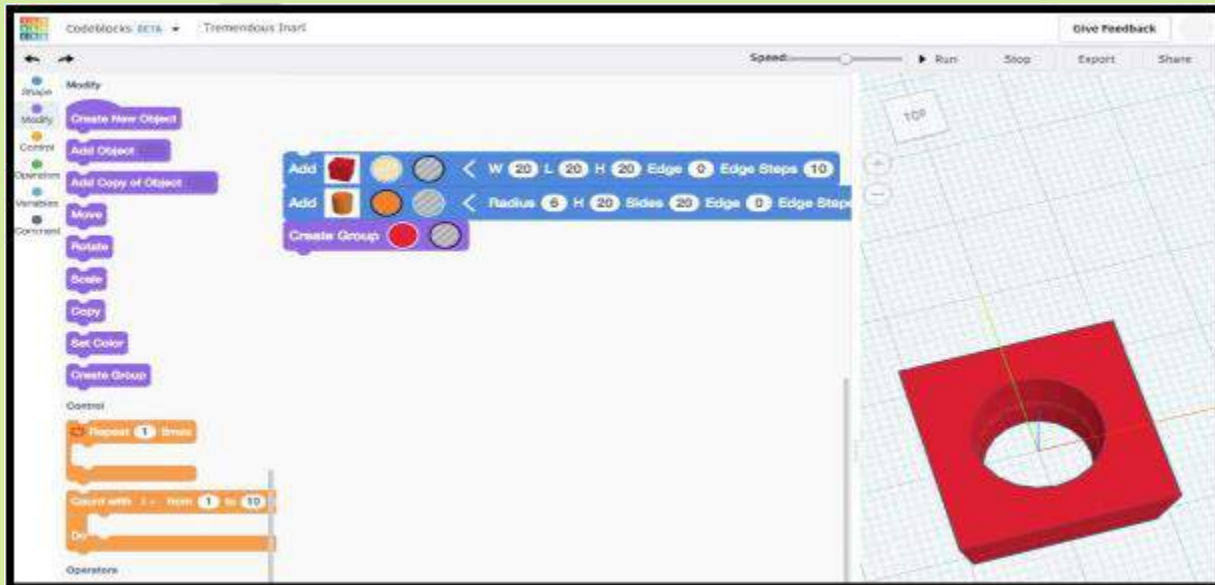 Codeblocks BETA Tremendous Inari Give Feedback
Speed: Run Stop Export Share
Shape
Modify
Control
Operators
Variables
Comment
Modify
Create New Object
Add Object
Add Copy of Object
Move
Rotate
Scale
Copy
Set Color
Create Group
Control
Repeat 1 times
Count with i = from 1 to 10
Do
Operators
Add W 20 L 20 H 20 Edge 0 Edge Steps 10
Add Radius 6 H 20 Sides 20 Edge 0 Edge Steps
Create Group
TOP